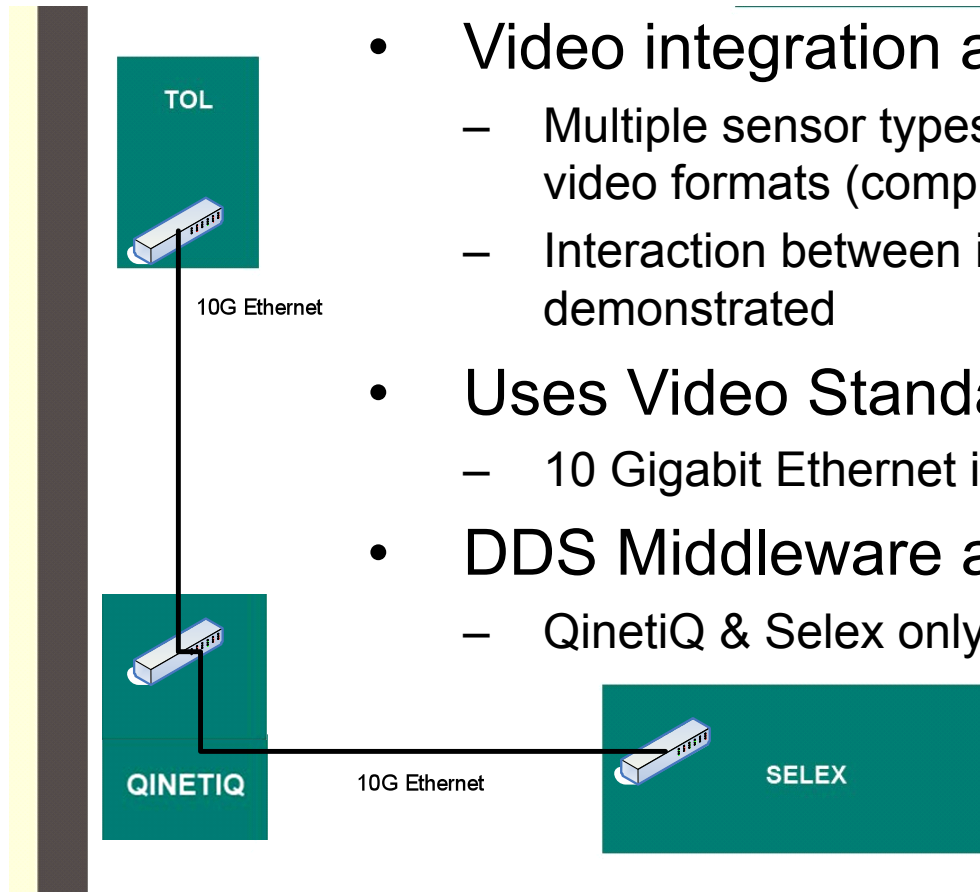 • Video integration a
– Multiple sensor types
video formats (comp
– Interaction between i
demonstrated
• Uses Video Standa
– 10 Gigabit Ethernet i
• DDS Middleware a
– QinetiQ & Selex only
TOL
10G Ethernet
QINETIQ
10G Ethernet
SELEX